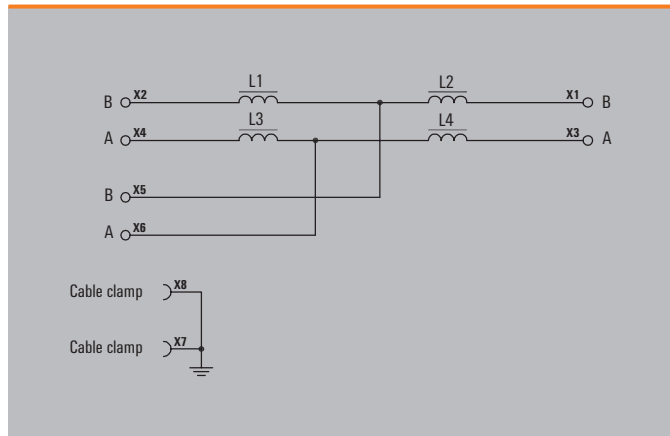 L1 L2
B X2 X1 B
L3 L4
A X4 X3 A
B X5
A X6
Cable clamp X8
Cable clamp X7